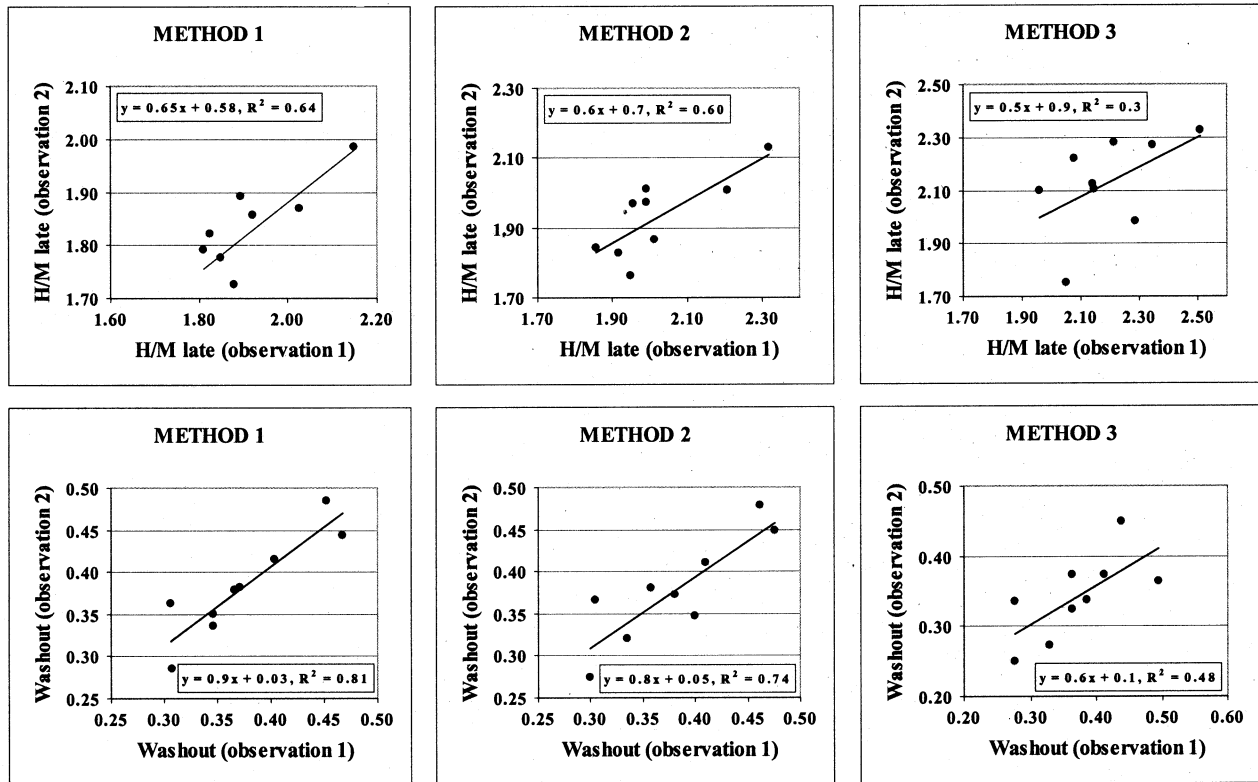 METHOD 1
H/M late (observation 2)
2.10
2.00
1.90
1.80
1.70
y = 0.65x + 0.58, R² = 0.64
1.60 1.80 2.00 2.20
H/M late (observation 1)
METHOD 2
H/M late (observation 2)
2.30
2.10
1.90
1.70
y = 0.6x + 0.7, R² = 0.60
1.70 1.90 2.10 2.30
H/M late (observation 1)
METHOD 3
H/M late (observation 2)
2.50
2.30
2.10
1.90
1.70
y = 0.5x + 0.9, R² = 0.3
1.70 1.90 2.10 2.30 2.50
H/M late (observation 1)
METHOD 1
Washout (observation 2)
0.50
0.45
0.40
0.35
0.30
0.25
y = 0.9x + 0.03, R² = 0.81
0.25 0.30 0.35 0.40 0.45 0.50
Washout (observation 1)
METHOD 2
Washout (observation 2)
0.50
0.45
0.40
0.35
0.30
0.25
y = 0.8x + 0.05, R² = 0.74
0.25 0.30 0.35 0.40 0.45 0.50
Washout (observation 1)
METHOD 3
Washout (observation 2)
0.50
0.40
0.30
0.20
y = 0.6x + 0.1, R² = 0.48
0.20 0.30 0.40 0.50 0.60
Washout (observation 1)